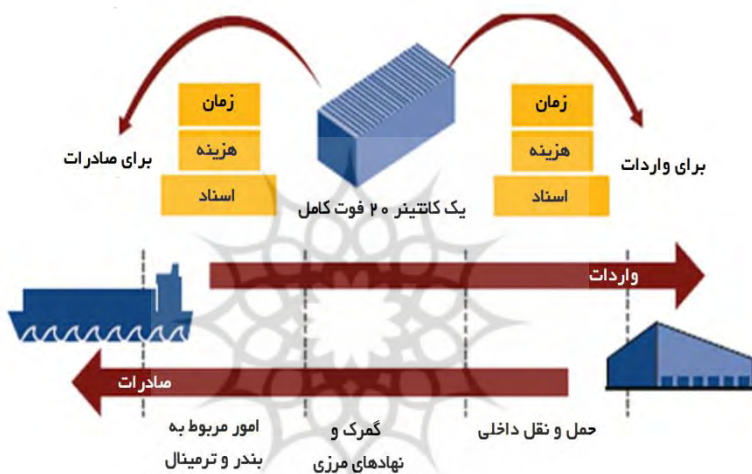 زمان
هزینه
اسناد
برای واردات
یک کانتینر ۲۰ فوت کامل
زمان
هزینه
اسناد
برای صادرات
واردات
صادرات
حمل و نقل داخلی
گمرک و
نهادهای مرزی
امور مربوط به
بندر و ترمینال